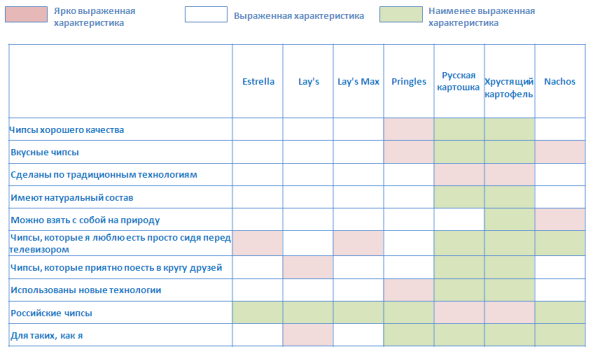 Ярко выраженная
характеристика
Выраженная характеристика
Наименее выраженная
характеристика
Estrella Lay's Lay's Max Pringles Русская картошка Хрустящий картофель Nachos
Чипсы хорошего качества
Вкусные чипсы
Сделаны по традиционным технологиям
Имеют натуральный состав
Можно взять с собой на природу
Чипсы, которые я люблю есть просто сидя перед
телевизором
Чипсы, которые приятно поесть в кругу друзей
Использованы новые технологии
Российские чипсы
Для таких, как я